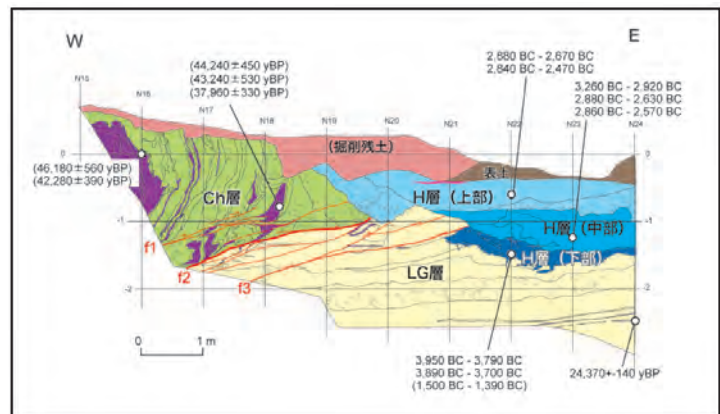 W
E
N15
N16
N17
N18
N19
N20
N21
N22
N23
N24
(44,240±450 yBP)
(43,240±530 yBP)
(37,960±330 yBP)
2,880 BC - 2,670 BC
2,840 BC - 2,470 BC
3,260 BC - 2,920 BC
2,880 BC - 2,630 BC
2,860 BC - 2,570 BC
(46,180±560 yBP)
(42,280±390 yBP)
0
-1
-2
0
-1
-2
(掘削残土)
表土
Ch層
H層 (上部)
H層 (中部)
H層 (下部)
LG層
f1
f2
f3
0
1 m
3,950 BC - 3,790 BC
3,890 BC - 3,700 BC
(1,500 BC - 1,390 BC)
24,370+-140 yBP